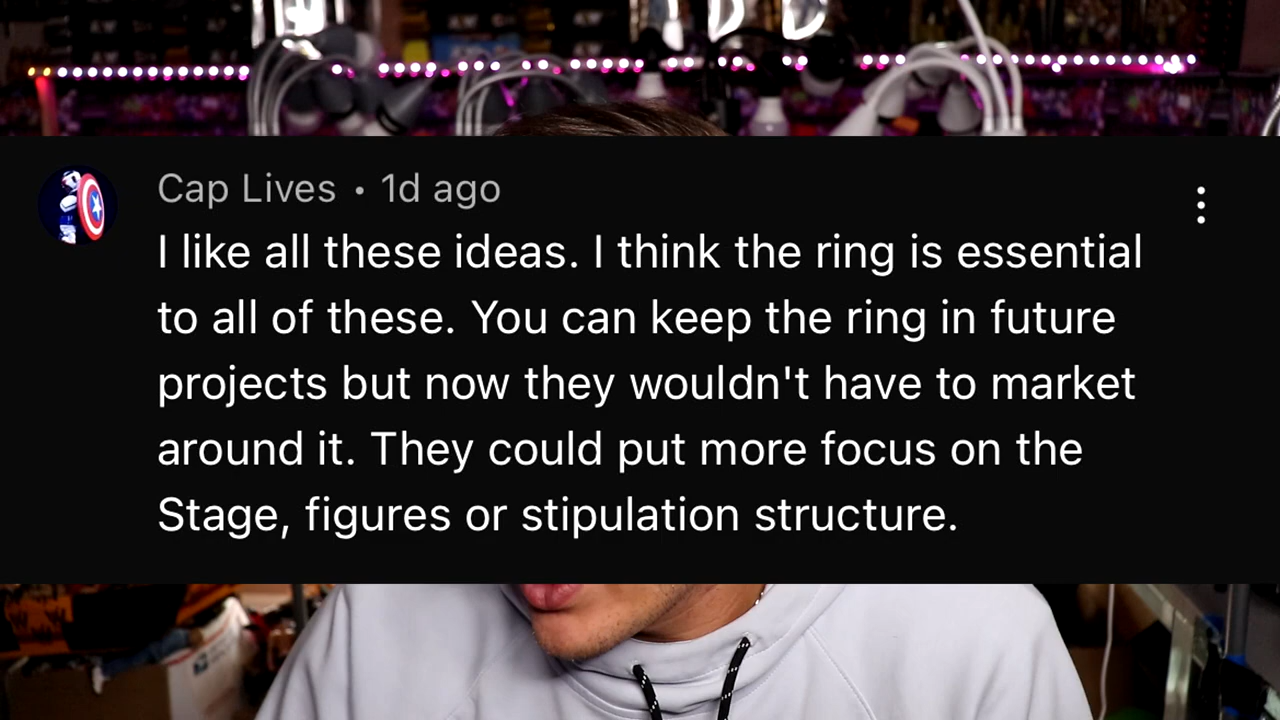 Cap Lives • 1d ago
I like all these ideas. I think the ring is essential
to all of these. You can keep the ring in future
projects but now they wouldn't have to market
around it. They could put more focus on the
Stage, figures or stipulation structure.